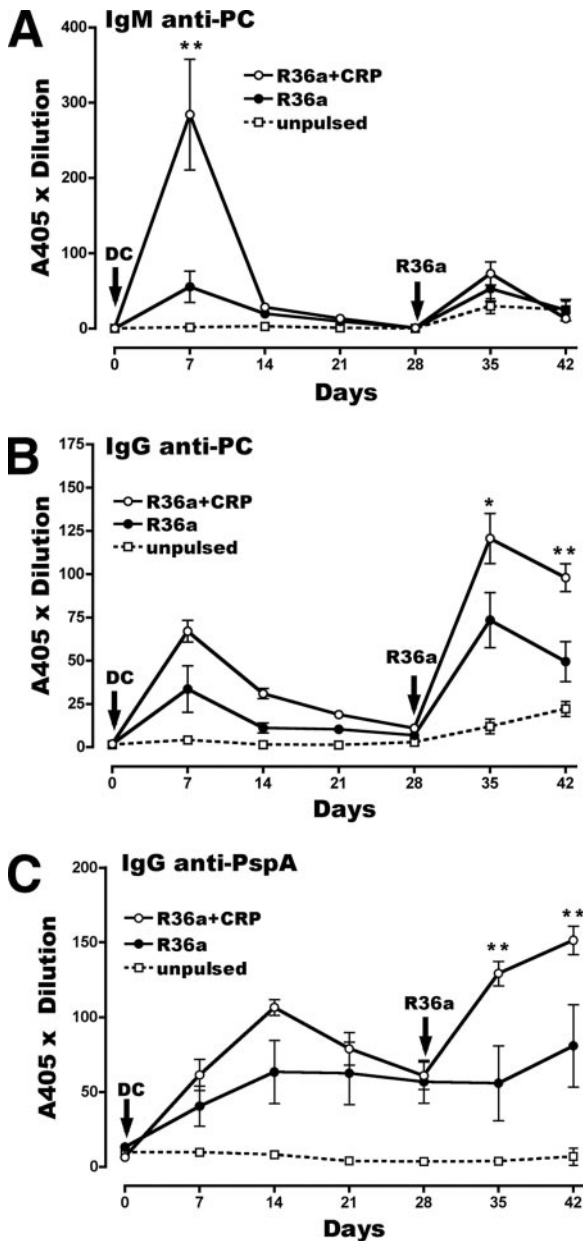 A
IgM anti-PC
**
R36a+CRP
R36a
unpulsed
400
300
200
100
0
A405 x Dilution
DC
R36a
0 7 14 21 28 35 42
Days
B
IgG anti-PC
R36a+CRP
R36a
unpulsed
*
**
175
150
125
100
75
50
25
0
A405 x Dilution
DC
R36a
0 7 14 21 28 35 42
Days
C
IgG anti-PspA
R36a+CRP
R36a
unpulsed
**
**
200
150
100
50
0
A405 x Dilution
DC
R36a
0 7 14 21 28 35 42
Days